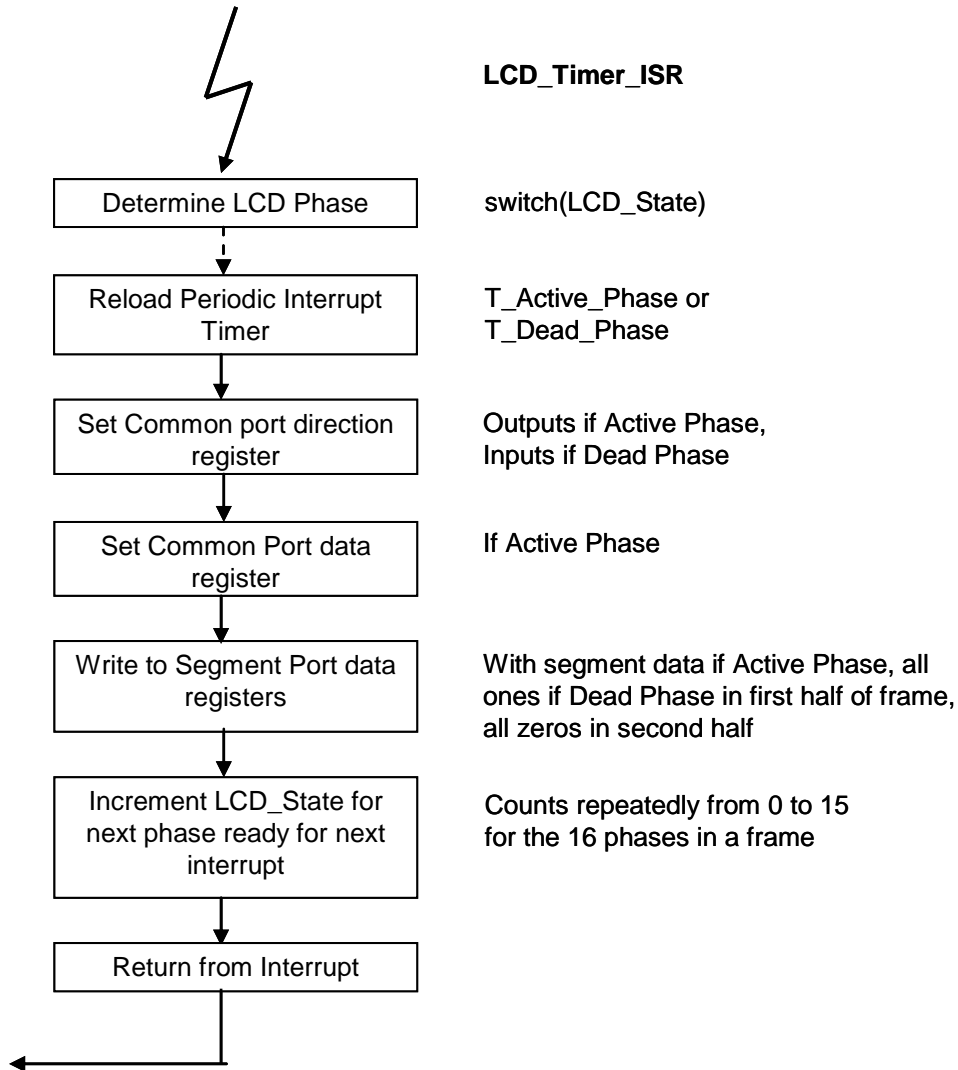 LCD_Timer_ISR
Determine LCD Phase
switch(LCD_State)
Reload Periodic Interrupt
Timer
T_Active_Phase or
T_Dead_Phase
Set Common port direction
register
Outputs if Active Phase,
Inputs if Dead Phase
Set Common Port data
register
If Active Phase
Write to Segment Port data
registers
With segment data if Active Phase, all
ones if Dead Phase in first half of frame,
all zeros in second half
Increment LCD_State for
next phase ready for next
interrupt
Counts repeatedly from 0 to 15
for the 16 phases in a frame
Return from Interrupt